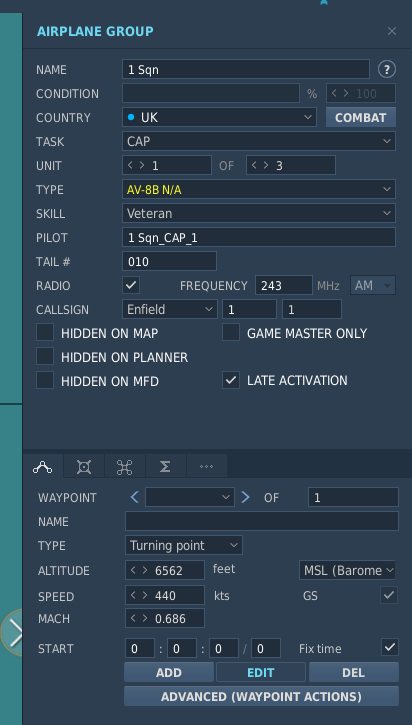 AIRPLANE GROUP ×
NAME 1 Sqn ?
CONDITION % < > 100
COUNTRY UK COMBAT
TASK CAP
UNIT < > 1 OF < > 3
TYPE AV-8B N/A
SKILL Veteran
PILOT 1 Sqn_CAP_1
TAIL # 010
RADIO FREQUENCY 243 MHz AM
CALLSIGN Enfield 1 1
HIDDEN ON MAP GAME MASTER ONLY
HIDDEN ON PLANNER
HIDDEN ON MFD LATE ACTIVATION
WAYPOINT < > OF 1
NAME
TYPE Turning point
ALTITUDE < > 6562 feet MSL (Barome
SPEED < > 440 kts GS
MACH < > 0.686
START 0 : 0 : 0 / 0 Fix time
ADD EDIT DEL
ADVANCED (WAYPOINT ACTIONS)